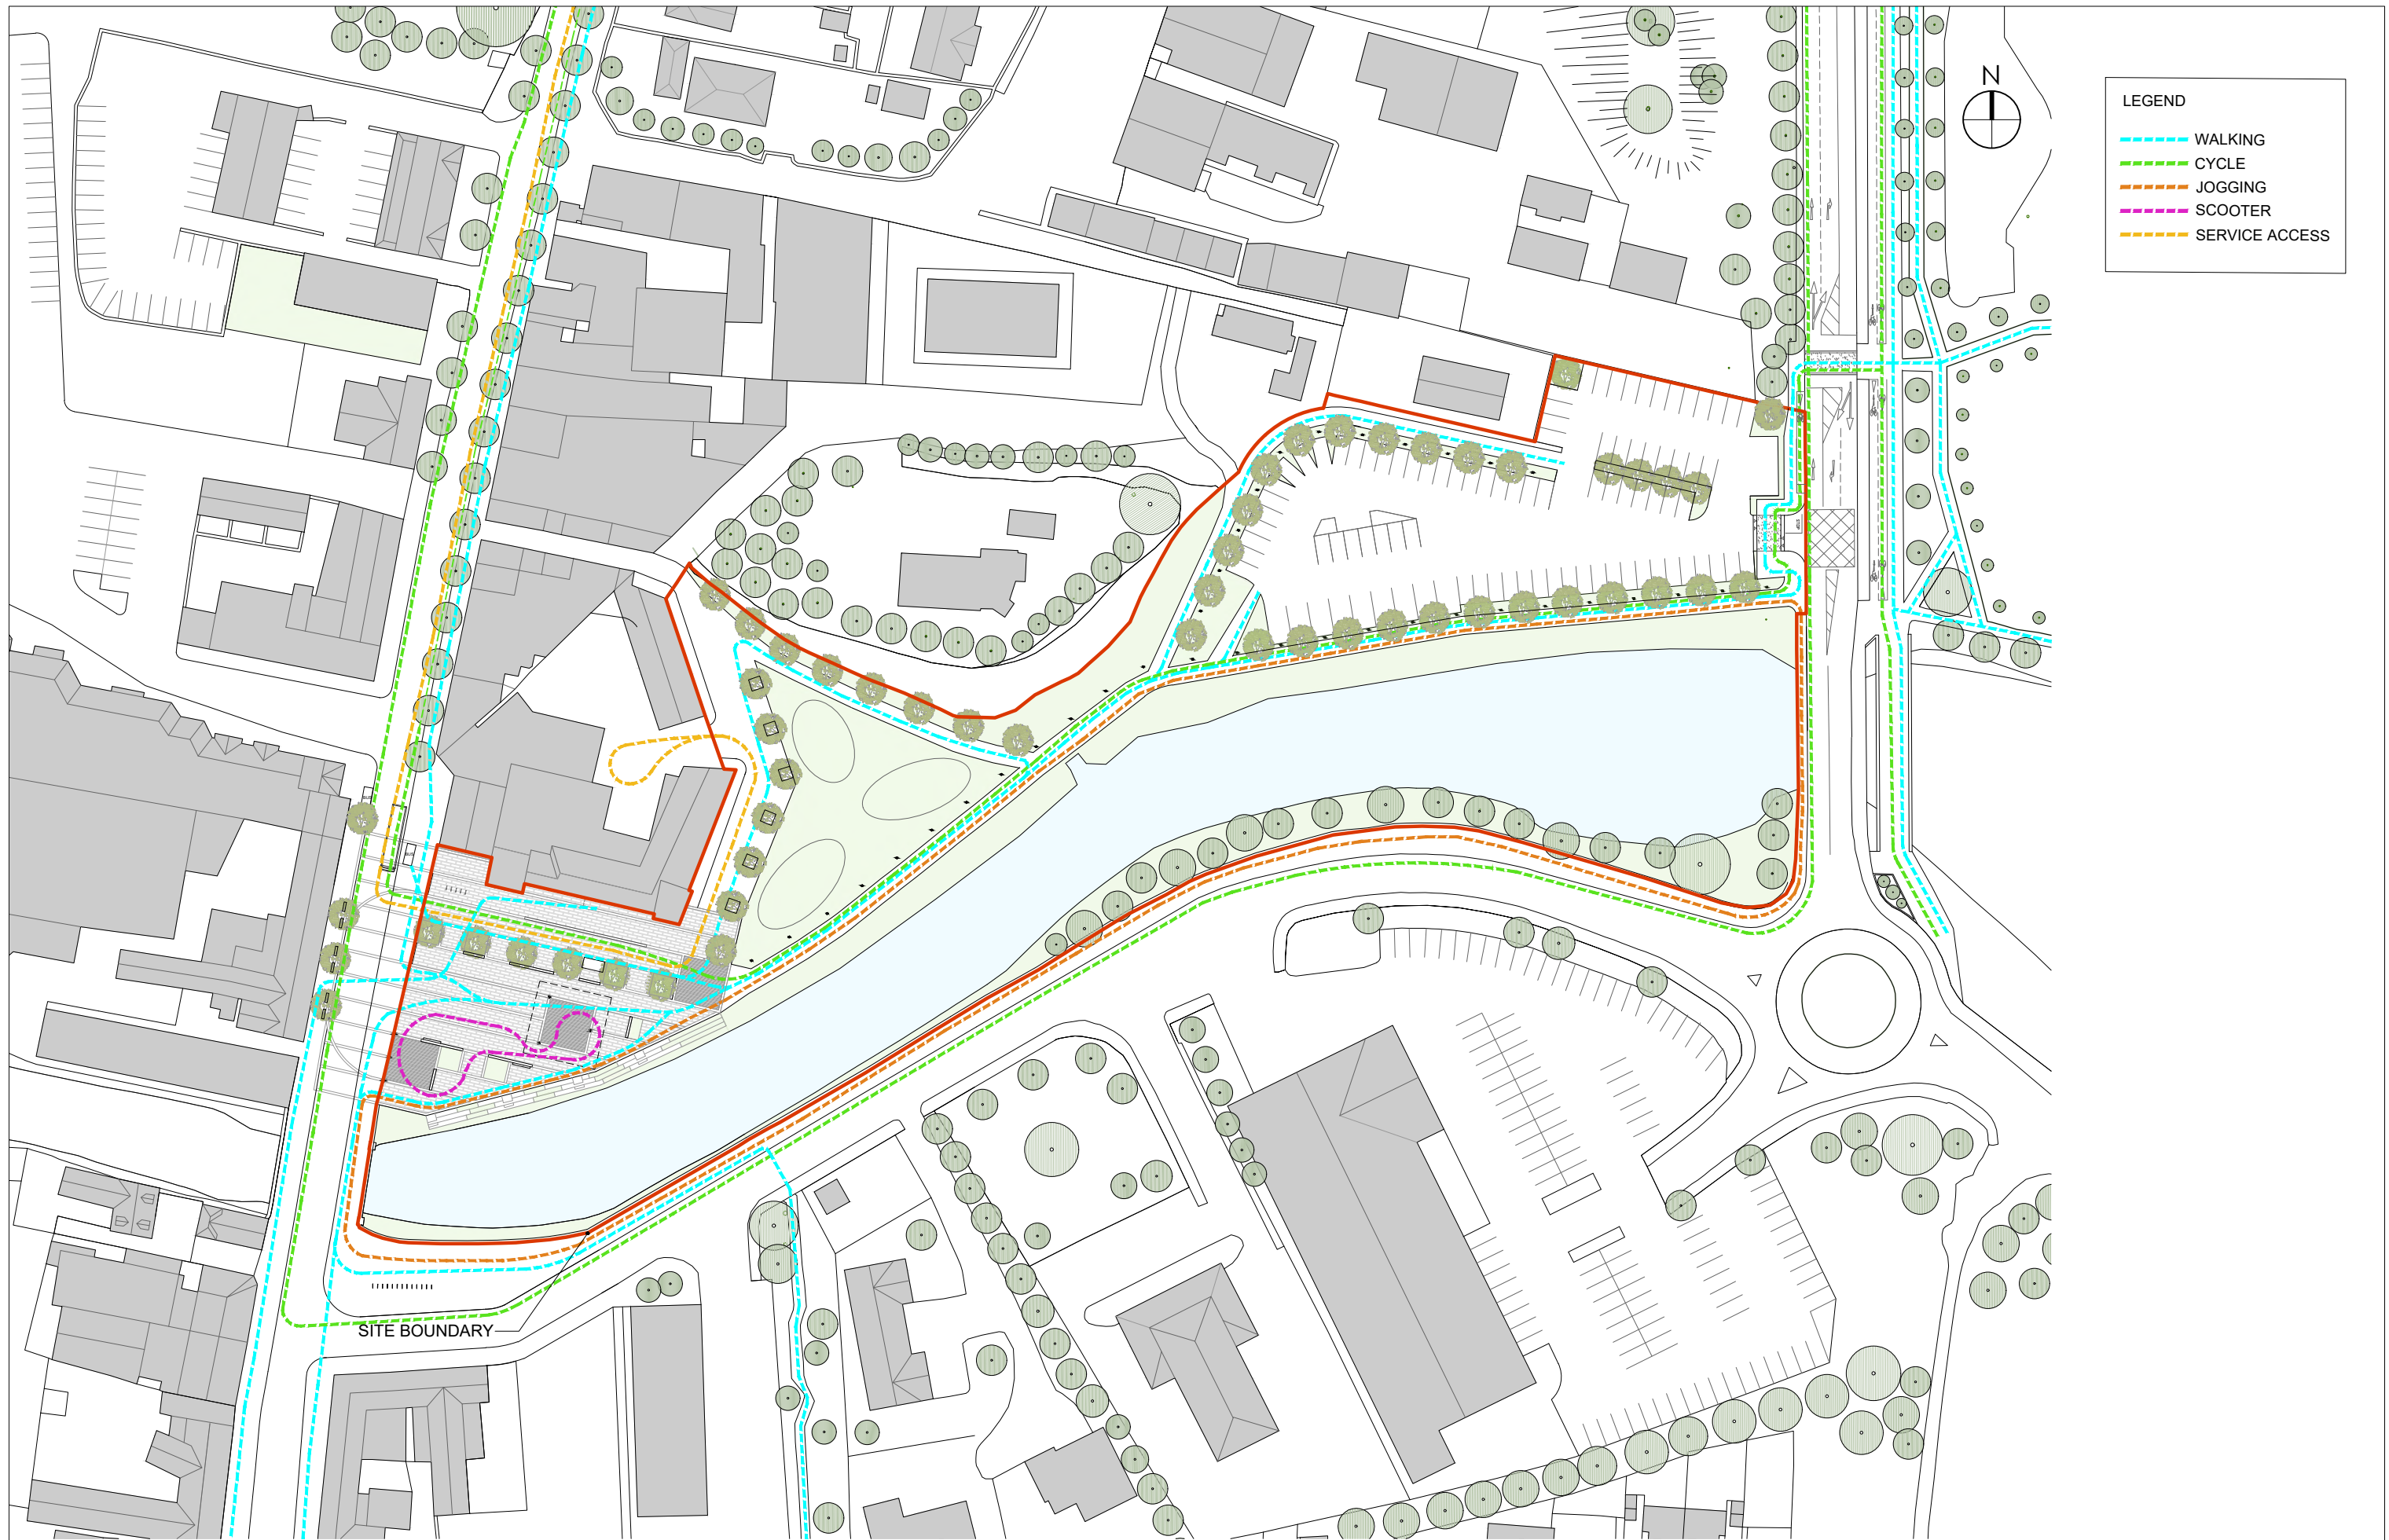 N
LEGEND
WALKING
CYCLE
JOGGING
SCOOTER
SERVICE ACCESS
SITE BOUNDARY